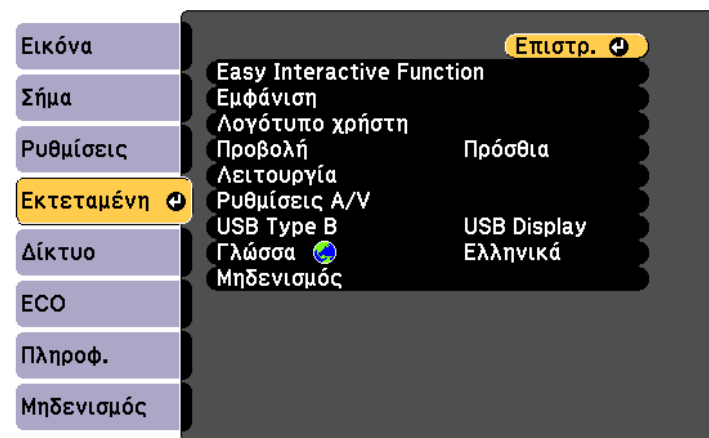 Εικόνα
Σήμα
Ρυθμίσεις
Εκτεταμένη
Δίκτυο
ECO
Πληροφ.
Μηδενισμός
Επιστρ.
Easy Interactive Function
Εμφάνιση
Λογότυπο χρήστη
Προβολή Πρόσθια
Λειτουργία
Ρυθμίσεις A/V
USB Type B USB Display
Γλώσσα Ελληνικά
Μηδενισμός